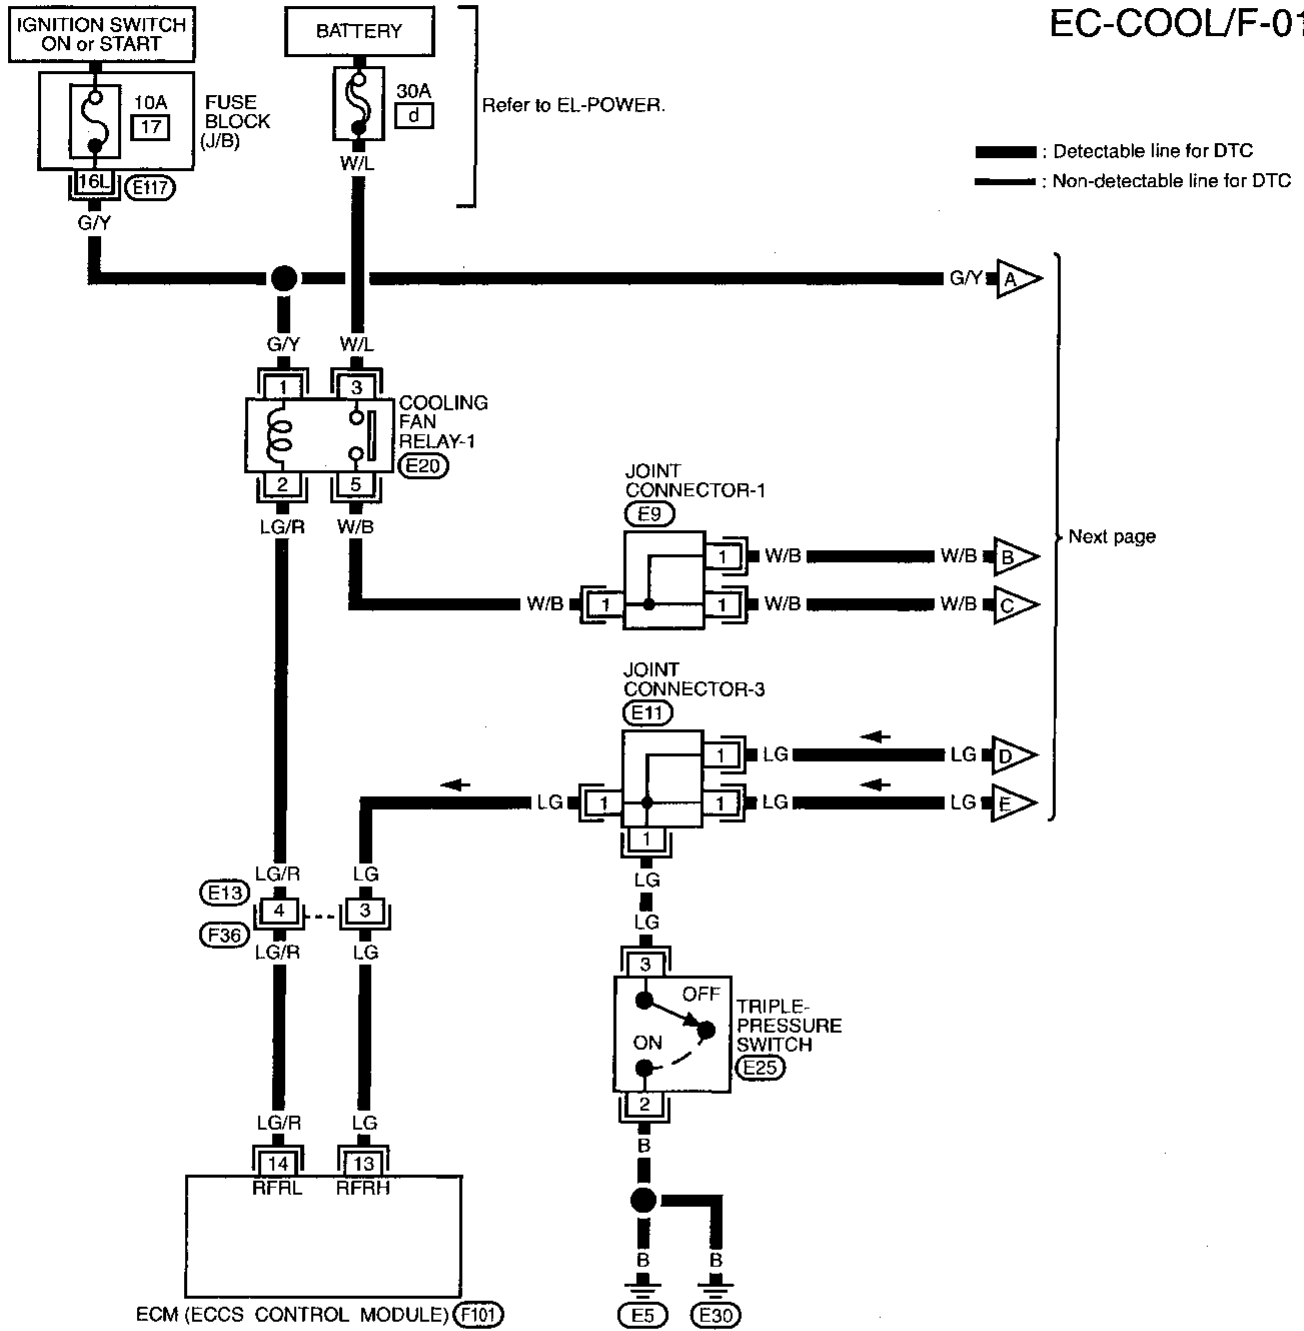 EC-COOL/F-01
IGNITION SWITCH
ON or START
BATTERY
10A
17
FUSE
BLOCK
(J/B)
30A
d
Refer to EL-POWER.
: Detectable line for DTC
: Non-detectable line for DTC
16L
E117
W/L
G/Y
G/Y
A
G/Y
W/L
1
3
COOLING
FAN
RELAY-1
E20
2
5
LG/R
W/B
JOINT
CONNECTOR-1
E9
1
W/B
W/B
B
Next page
W/B
1
1
W/B
W/B
C
JOINT
CONNECTOR-3
E11
1
LG
LG
D
LG
1
1
LG
LG
E
1
LG
LG/R
LG
E13
4
3
F36
LG/R
LG
LG
3
OFF
ON
TRIPLE-
PRESSURE
SWITCH
E25
2
LG/R
LG
B
14
13
RFRL
RFRH
B
B
ECM (ECCS CONTROL MODULE)
F101
E5
E30